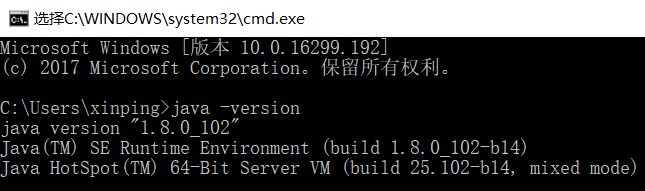 选择C:\WINDOWS\system32\cmd.exe
Microsoft Windows [版本 10.0.16299.192]
(c) 2017 Microsoft Corporation。保留所有权利。
C:\Users\xinping>java -version
java version "1.8.0_102"
Java(TM) SE Runtime Environment (build 1.8.0_102-b14)
Java HotSpot(TM) 64-Bit Server VM (build 25.102-b14, mixed mode)